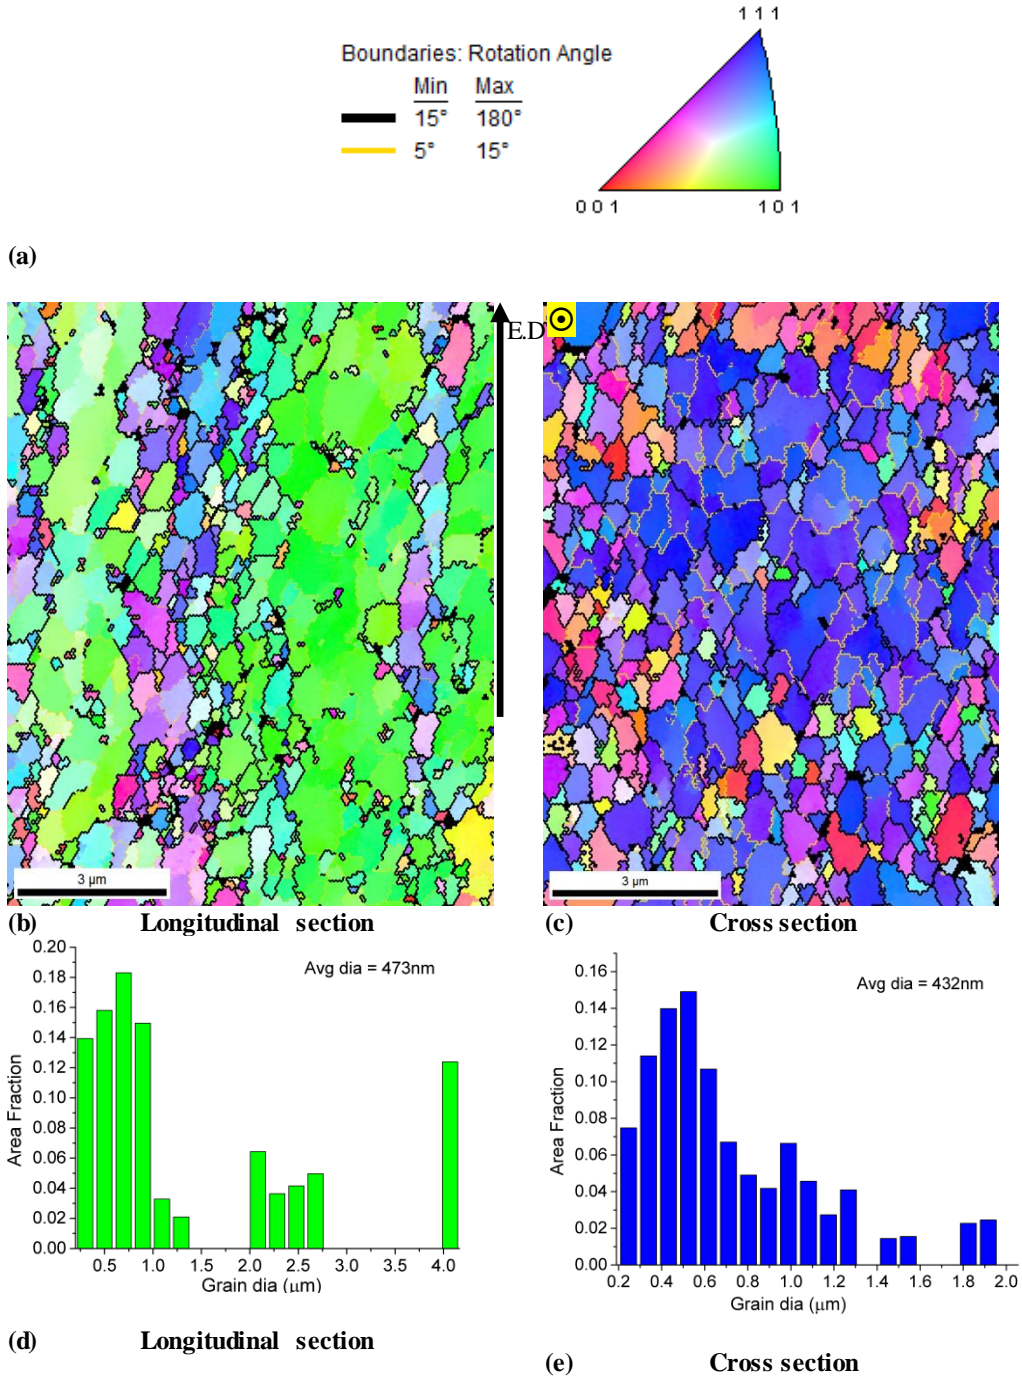 1 1 1
Boundaries: Rotation Angle
Min Max
15° 180°
5° 15°
0 0 1 1 0 1
(a)
E.D
3 µm
3 µm
(b) Longitudinal section
(c) Cross section
Avg dia = 473nm
Area Fraction
0.20
0.18
0.16
0.14
0.12
0.10
0.08
0.06
0.04
0.02
0.00
0.5 1.0 1.5 2.0 2.5 3.0 3.5 4.0
Grain dia (µm)
Avg dia = 432nm
Area Fraction
0.16
0.14
0.12
0.10
0.08
0.06
0.04
0.02
0.00
0.2 0.4 0.6 0.8 1.0 1.2 1.4 1.6 1.8 2.0
Grain dia (µm)
(d) Longitudinal section
(e) Cross section